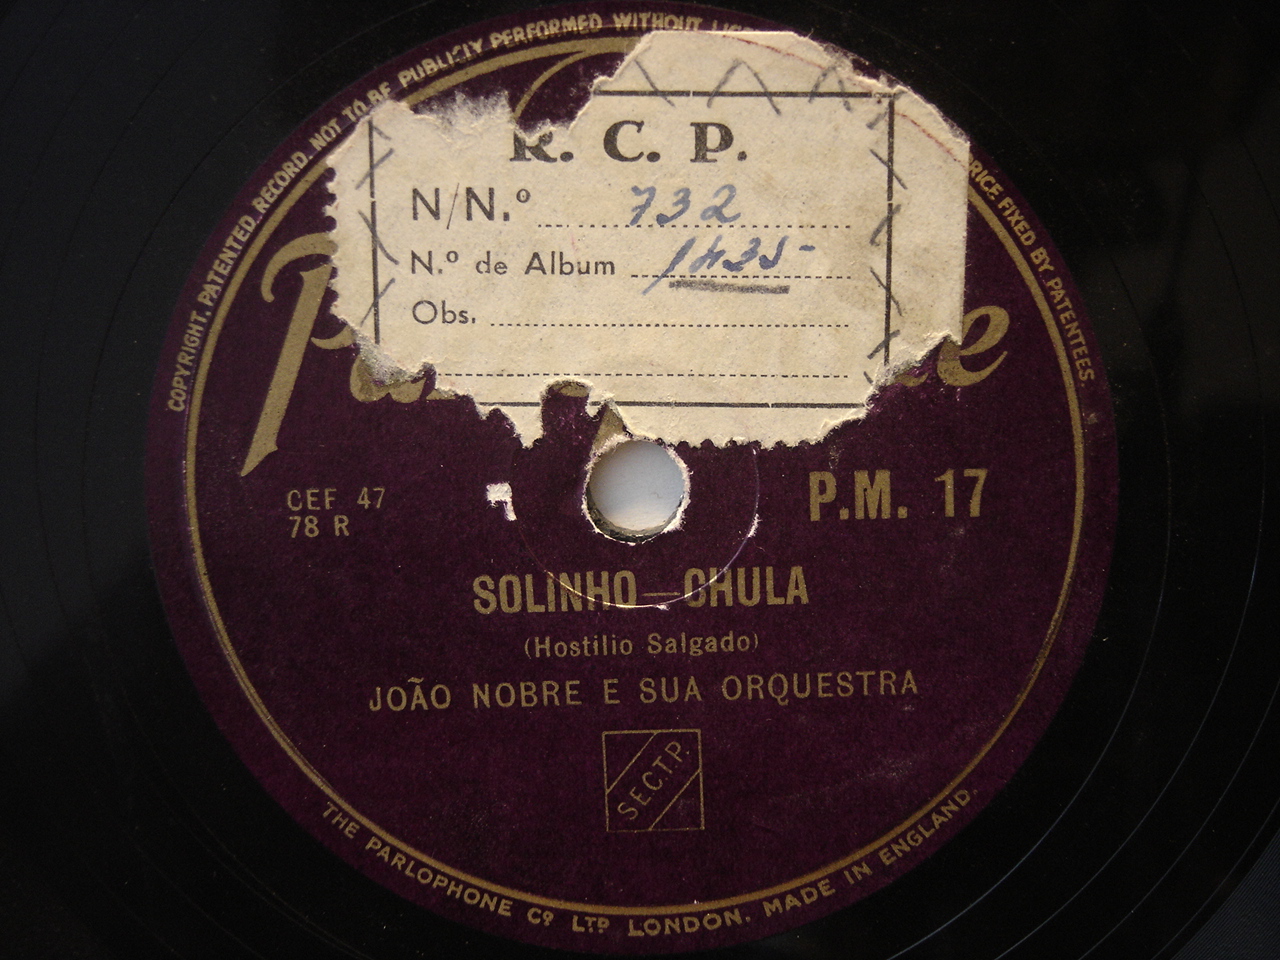 COPYRIGHT. PATENTED. RECORD. NOT TO BE PUBLICLY PERFORMED WITHOUT
PRICE FIXED BY PATENTEES.
R. C. P.
N/N.º 732
N.º de Album 1435-
Obs.
CEF 47
78 R
P.M. 17
SOLINHO — CHULA
(Hostilio Salgado)
JOÃO NOBRE E SUA ORQUESTRA
S.E.C.T.P.
THE PARLOPHONE Cº LTD LONDON. MADE IN ENGLAND.